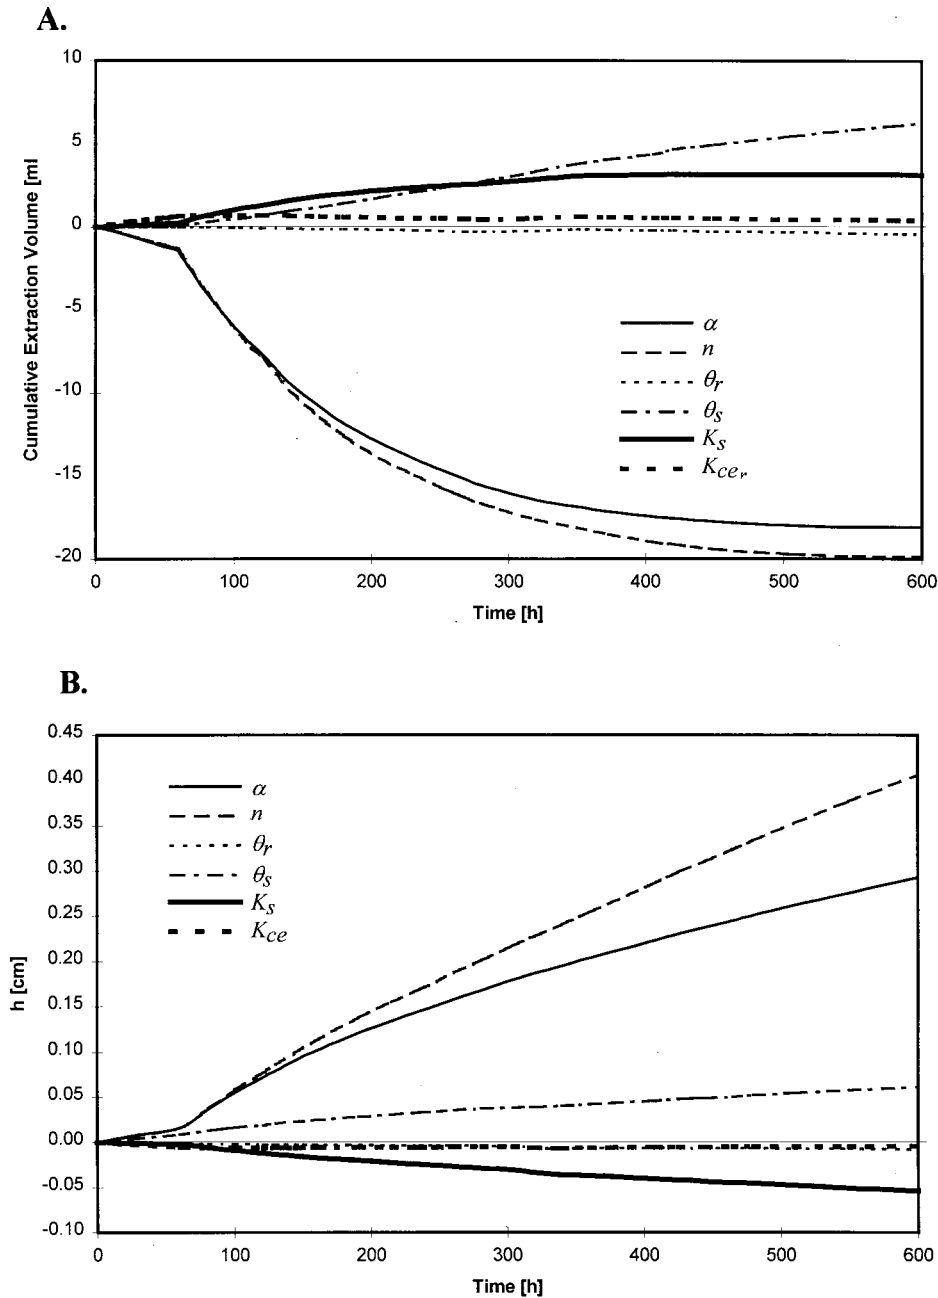 A.
10
5
0
-5
-10
-15
-20
Cumulative Extraction Volume [ml
α
n
θr
θs
Ks
Kcer
0 100 200 300 400 500 600
Time [h]
B.
0.45
0.40
0.35
0.30
0.25
0.20
0.15
0.10
0.05
0.00
-0.05
-0.10
h [cm]
α
n
θr
θs
Ks
Kce
0 100 200 300 400 500 600
Time [h]